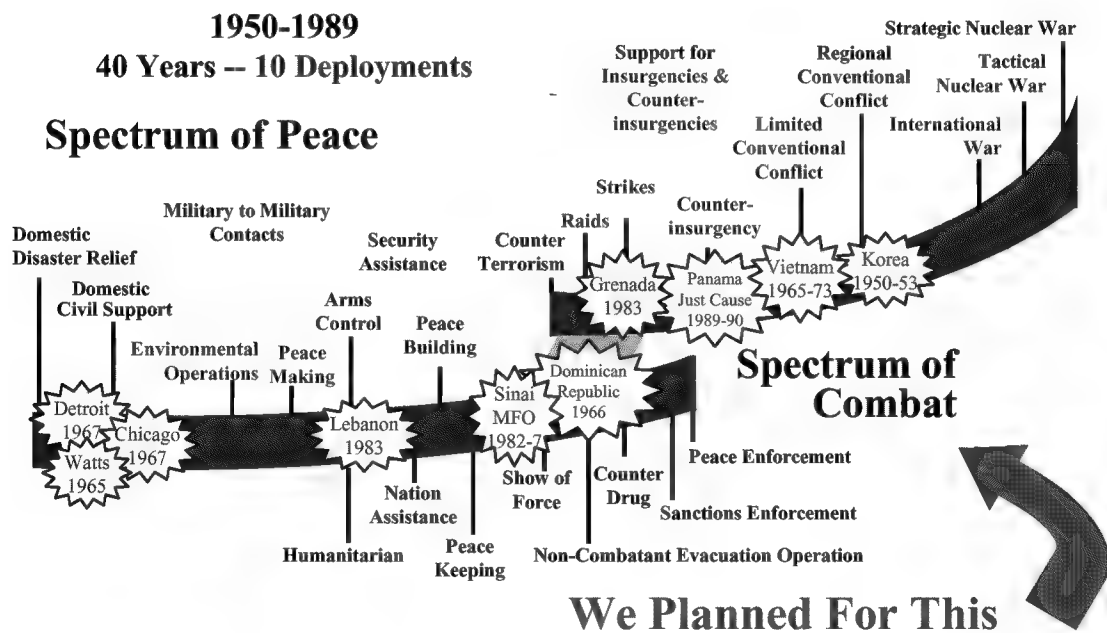 1950-1989
40 Years -- 10 Deployments
Spectrum of Peace
Strategic Nuclear War
Tactical
Nuclear War
International
War
Regional
Conventional
Conflict
Limited
Conventional
Conflict
Support for
Insurgencies &
Counter-
insurgencies
Counter-
insurgency
Strikes
Raids
Counter
Terrorism
Grenada
1983
Panama
Just Cause
1989-90
Vietnam
1965-73
Korea
1950-53
Spectrum of
Combat
Domestic
Disaster Relief
Military to Military
Contacts
Domestic
Civil Support
Security
Assistance
Environmental
Operations
Peace
Making
Arms
Control
Peace
Building
Detroit
1967
Chicago
1967
Watts
1965
Lebanon
1983
Sinai
MFO
1982-7
Dominican
Republic
1966
Nation
Assistance
Humanitarian
Peace
Keeping
Show of
Force
Counter
Drug
Peace Enforcement
Sanctions Enforcement
Non-Combatant Evacuation Operation
We Planned For This